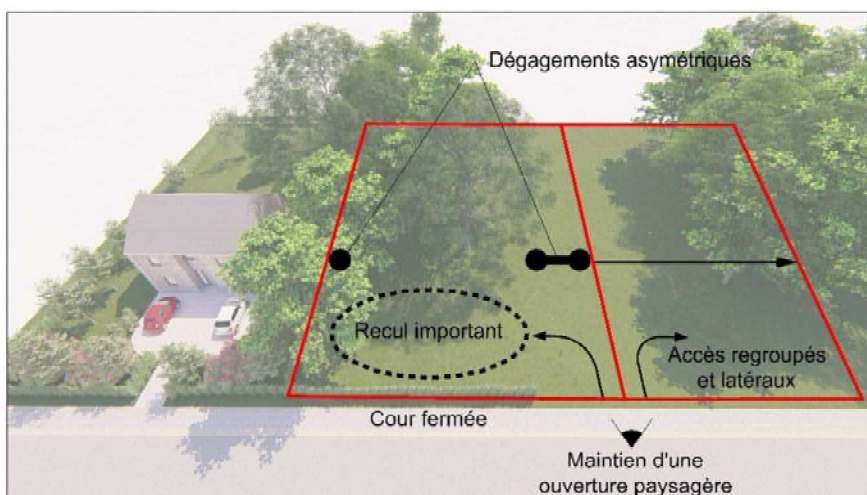 Dégagements asymétriques
Recul important
Accès regroupés
et latéraux
Cour fermée
Maintien d'une
ouverture paysagère